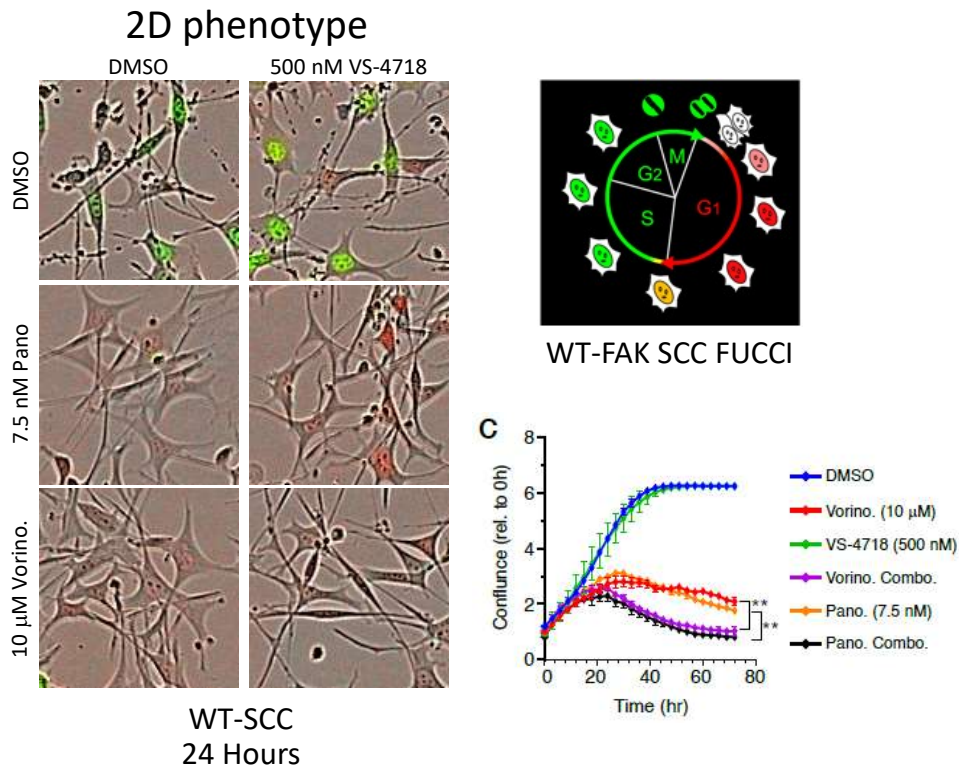 2D phenotype
DMSO
500 nM VS-4718
DMSO
7.5 nM Pano
10 µM Vorino.
WT-SCC
24 Hours
M
G2
G1
S
WT-FAK SCC FUCCI
C
Conflunce (rel. to 0h)
8
6
4
2
0
0
20
40
60
80
Time (hr)
**
**
DMSO
Vorino. (10 µM)
VS-4718 (500 nM)
Vorino. Combo.
Pano. (7.5 nM)
Pano. Combo.